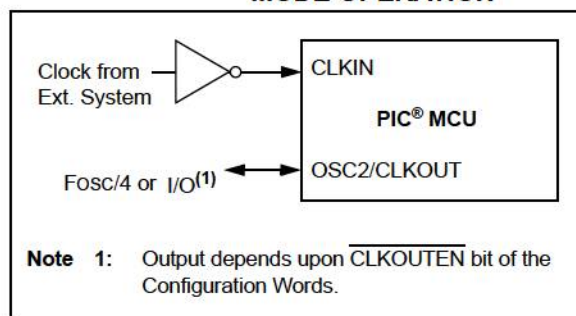 MODE OPERATION
Clock from
Ext. System
CLKIN
PIC® MCU
FOSC/4 or I/O(1)
OSC2/CLKOUT
Note 1: Output depends upon CLKOUTEN bit of the
Configuration Words.